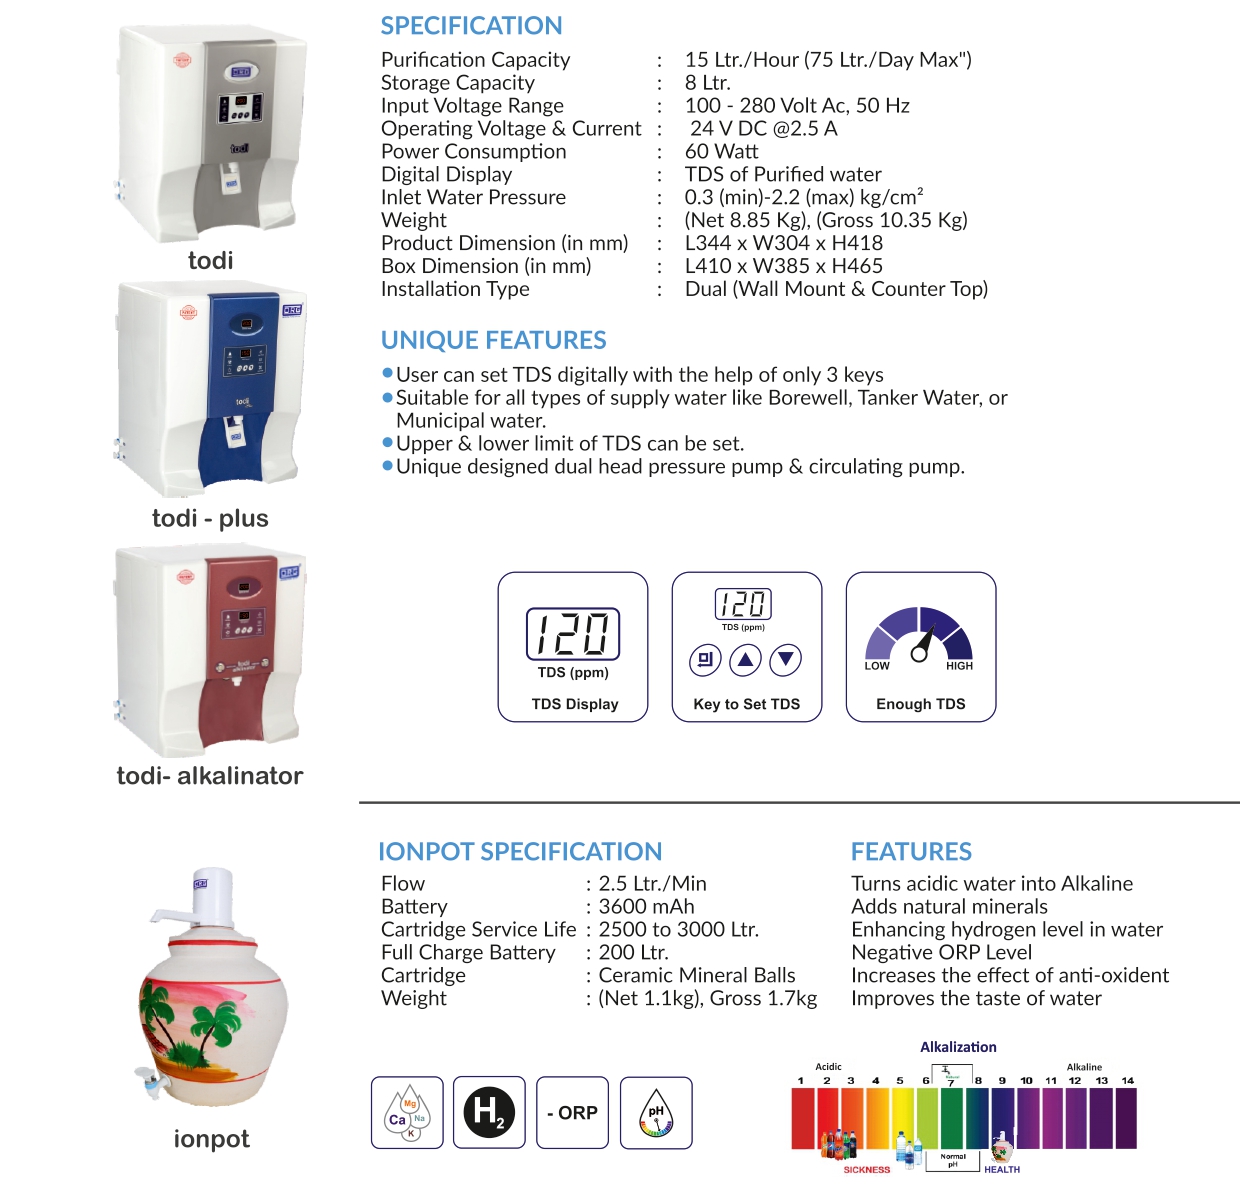 SPECIFICATION
Purification Capacity : 15 Ltr./Hour (75 Ltr./Day Max")
Storage Capacity : 8 Ltr.
Input Voltage Range : 100 - 280 Volt Ac, 50 Hz
Operating Voltage & Current : 24 V DC @2.5 A
Power Consumption : 60 Watt
Digital Display : TDS of Purified water
Inlet Water Pressure : 0.3 (min)-2.2 (max) kg/cm²
Weight : (Net 8.85 Kg), (Gross 10.35 Kg)
Product Dimension (in mm) : L344 x W304 x H418
Box Dimension (in mm) : L410 x W385 x H465
Installation Type : Dual (Wall Mount & Counter Top)
todi
todi
UNIQUE FEATURES
User can set TDS digitally with the help of only 3 keys
Suitable for all types of supply water like Borewell, Tanker Water, or
Municipal water.
Upper & lower limit of TDS can be set.
Unique designed dual head pressure pump & circulating pump.
ORG
todi
todi - plus
120
TDS (ppm)
TDS Display
120
TDS (ppm)
Key to Set TDS
LOW HIGH
Enough TDS
todi
todi- alkalinator
IONPOT SPECIFICATION
Flow : 2.5 Ltr./Min
Battery : 3600 mAh
Cartridge Service Life : 2500 to 3000 Ltr.
Full Charge Battery : 200 Ltr.
Cartridge : Ceramic Mineral Balls
Weight : (Net 1.1kg), Gross 1.7kg
FEATURES
Turns acidic water into Alkaline
Adds natural minerals
Enhancing hydrogen level in water
Negative ORP Level
Increases the effect of anti-oxident
Improves the taste of water
ionpot
Mg
Ca Na
K
H2
- ORP
pH
Alkalization
Acidic Alkaline
1 2 3 4 5 6 7 8 9 10 11 12 13 14
Normal
pH
SICKNESS HEALTH